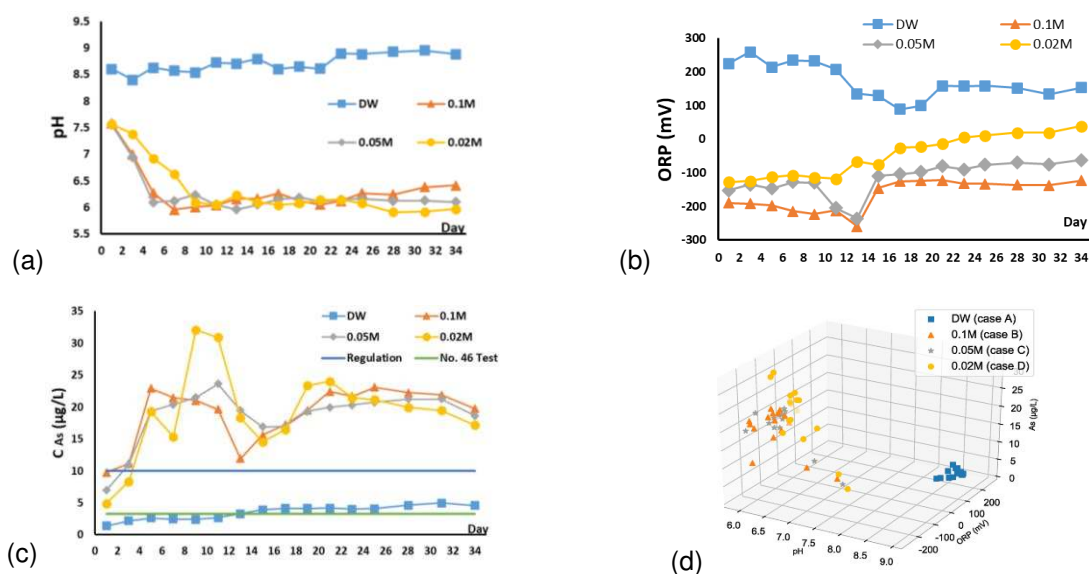 9.5
9
8.5
8
7.5
7
6.5
6
5.5
pH
DW 0.1M
0.05M 0.02M
Day
0 2 4 6 8 10 12 14 16 18 20 22 24 26 28 30 32 34
(a)
DW 0.1M
0.05M 0.02M
300
200
100
0
-100
-200
-300
ORP (mV)
Day
0 2 4 6 8 10 12 14 16 18 20 22 24 26 28 30 32 34
(b)
35
30
25
20
15
10
5
0
C As (µg/L)
DW 0.1M
0.05M 0.02M
Regulation No. 46 Test
Day
0 2 4 6 8 10 12 14 16 18 20 22 24 26 28 30 32 34
(c)
DW (case A)
0.1M (case B)
0.05M (case C)
0.02M (case D)
30
25
20
15
10
5
0
As (µg/L)
200
100
0
-100
-200
ORP (mV)
6.0 6.5 7.0 7.5 8.0 8.5 9.0
pH
(d)